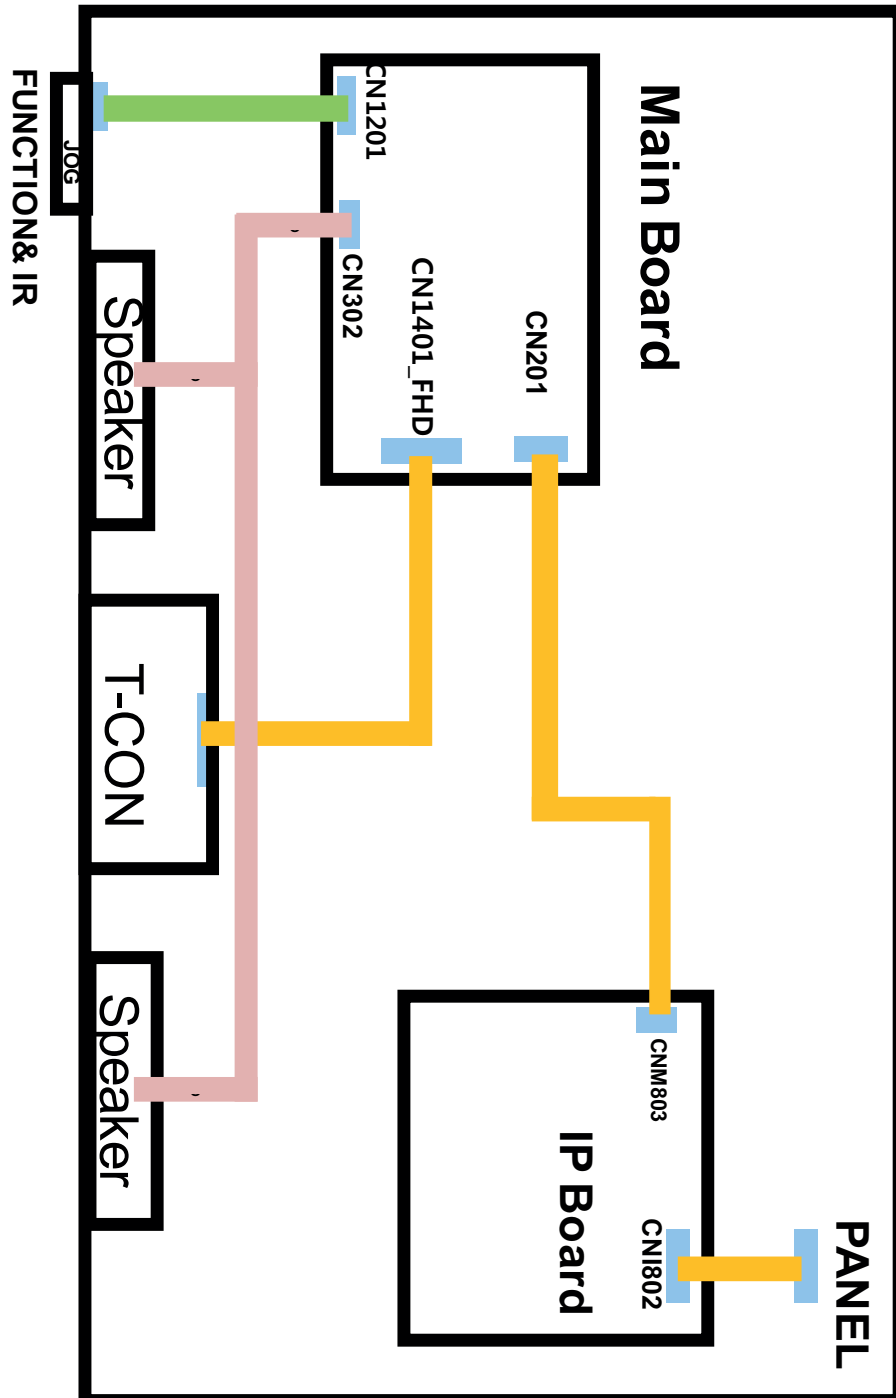 PANEL
Main Board
CNM803
CNI802
IP Board
CN201
CN1401_FHD
CN1201
CN302
Speaker
T-CON
Speaker
JOG
FUNCTION& IR